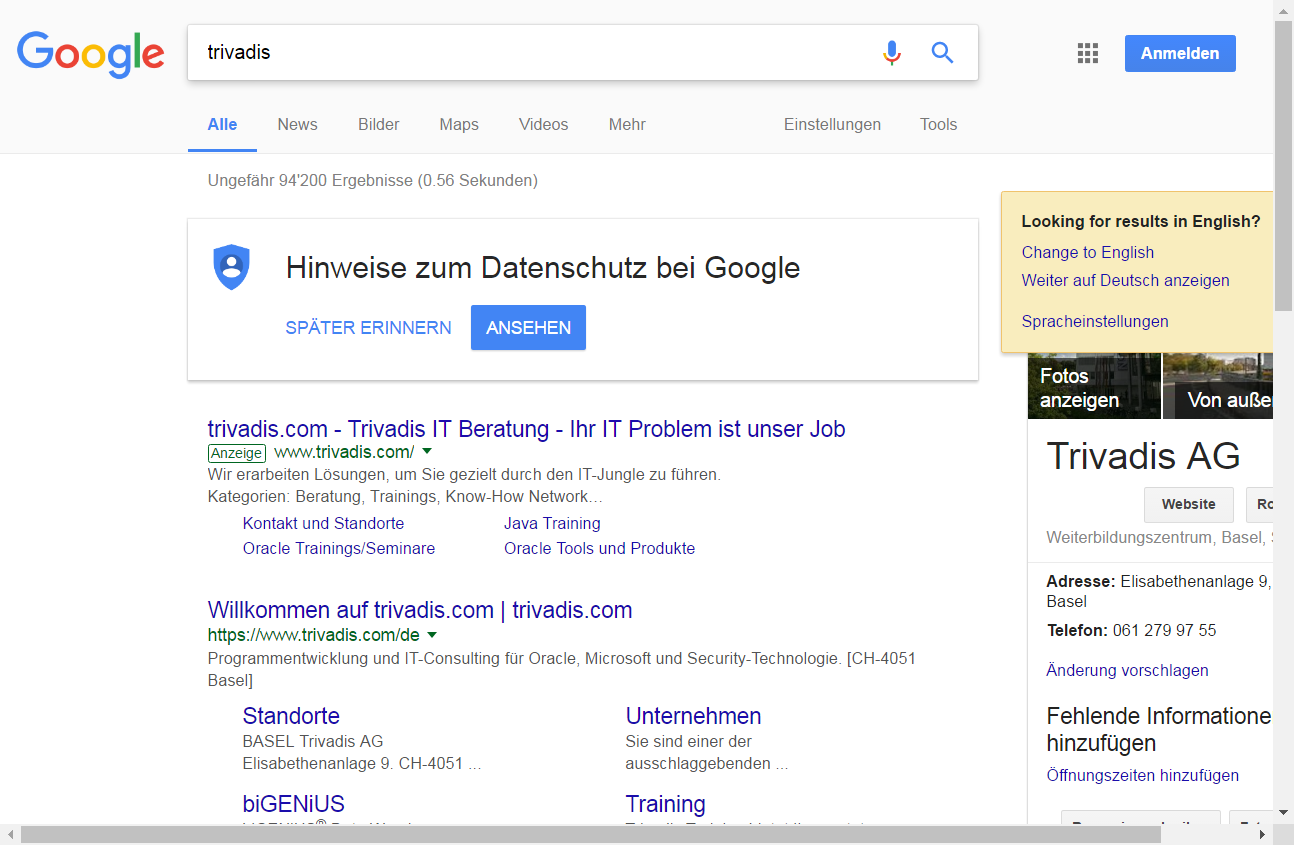 Google
trivadis
Anmelden
Alle News Bilder Maps Videos Mehr Einstellungen Tools
Ungefähr 94'200 Ergebnisse (0.56 Sekunden)
Hinweise zum Datenschutz bei Google
SPÄTER ERINNERN ANSEHEN
trivadis.com - Trivadis IT Beratung - Ihr IT Problem ist unser Job
Anzeige www.trivadis.com/
Wir erarbeiten Lösungen, um Sie gezielt durch den IT-Jungle zu führen.
Kategorien: Beratung, Trainings, Know-How Network...
Kontakt und Standorte Java Training
Oracle Trainings/Seminare Oracle Tools und Produkte
Willkommen auf trivadis.com | trivadis.com
https://www.trivadis.com/de
Programmentwicklung und IT-Consulting für Oracle, Microsoft und Security-Technologie. [CH-4051
Basel]
Standorte
BASEL Trivadis AG
Elisabethenanlage 9. CH-4051 ...
Unternehmen
Sie sind einer der
ausschlaggebenden ...
biGENiUS
Training
Looking for results in English?
Change to English
Weiter auf Deutsch anzeigen
Spracheinstellungen
Fotos
anzeigen
Von auße
Trivadis AG
Website Ro
Weiterbildungszentrum, Basel,
Adresse: Elisabethenanlage 9,
Basel
Telefon: 061 279 97 55
Änderung vorschlagen
Fehlende Informatione
hinzufügen
Öffnungszeiten hinzufügen